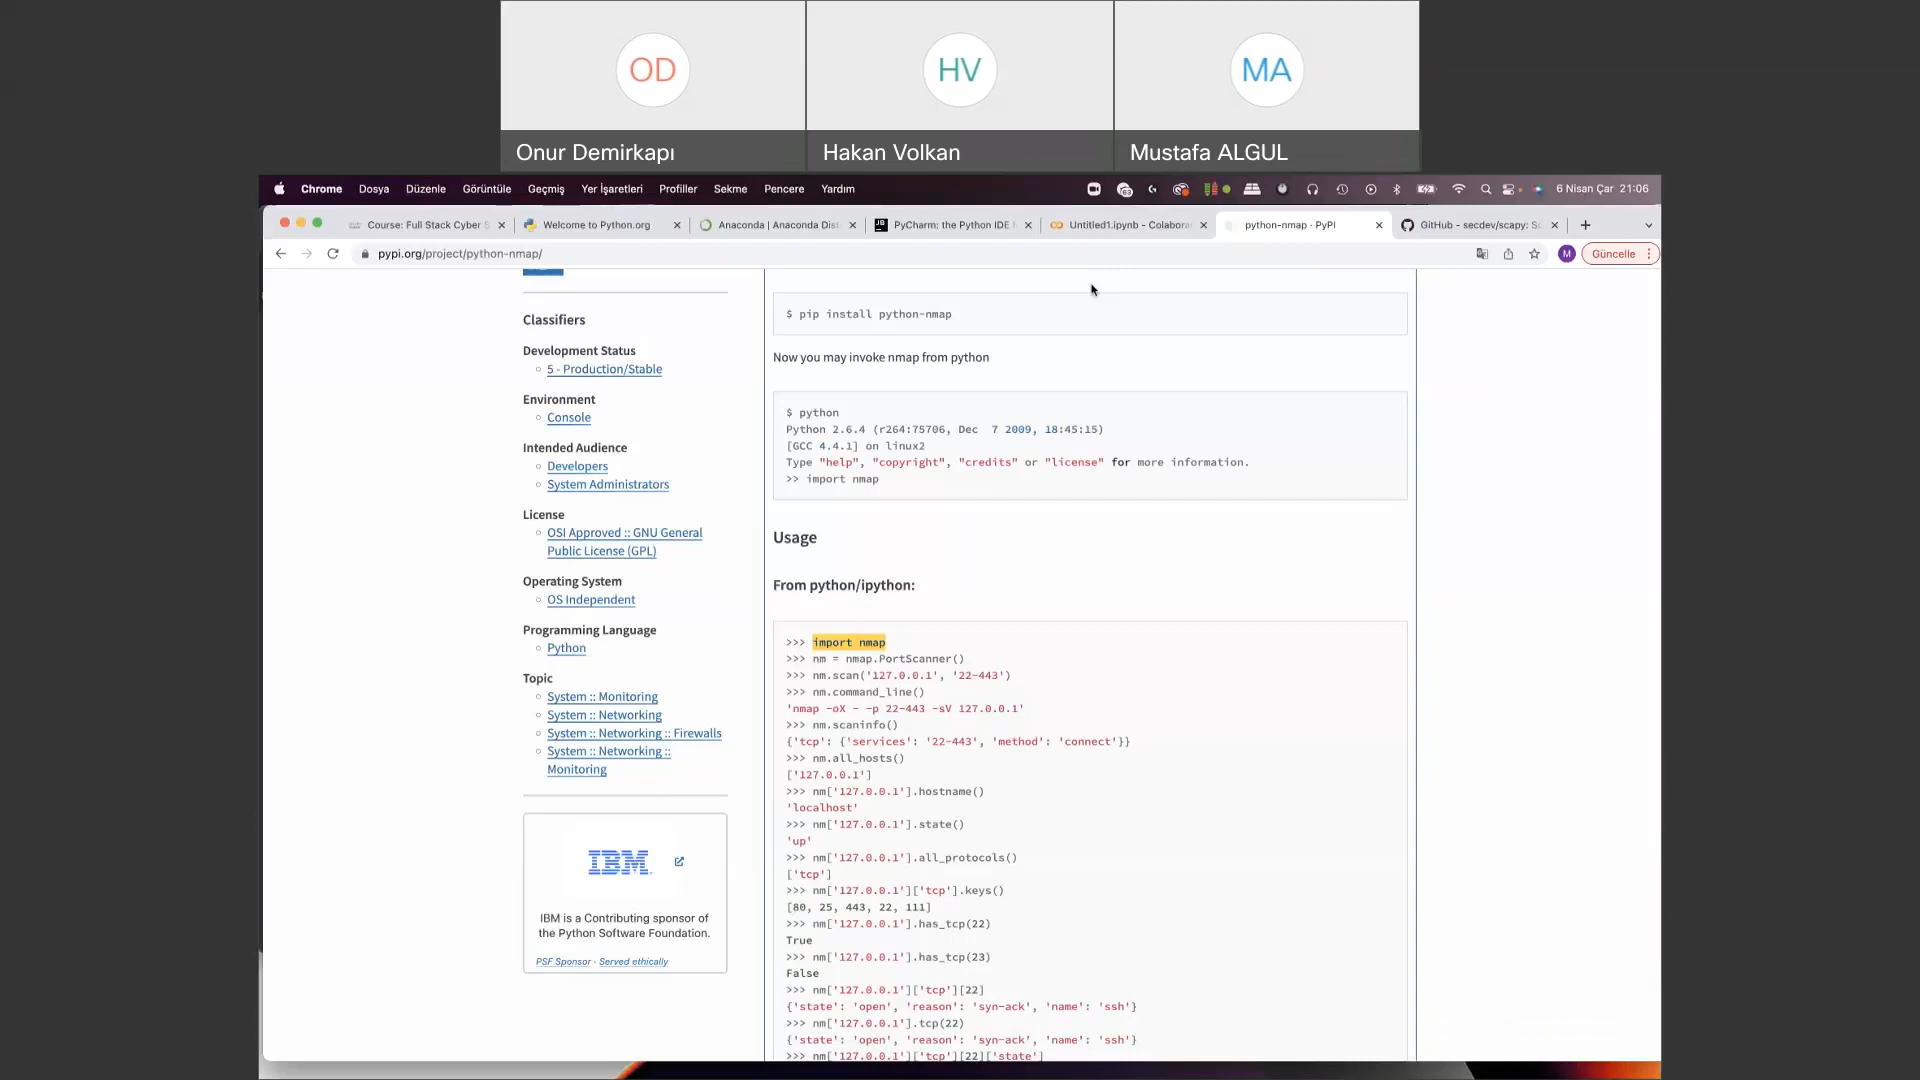 OD
HV
MA
Onur Demirkapı
Hakan Volkan
Mustafa ALGUL
Chrome Dosya Düzenle Görüntüle Geçmiş Yer İşaretleri Profiller Sekme Pencere Yardım
6 Nisan Çar 21:06
Course: Full Stack Cyber S
Welcome to Python.org
Anaconda | Anaconda Dist
PyCharm: the Python IDE
Untitled1.ipynb - Colabora
python-nmap · PyPI
GitHub - secdev/scapy: Sc
pypi.org/project/python-nmap/
M
Güncelle
Classifiers
Development Status
5 - Production/Stable
Environment
Console
Intended Audience
Developers
System Administrators
License
OSI Approved :: GNU General
Public License (GPL)
Operating System
OS Independent
Programming Language
Python
Topic
System :: Monitoring
System :: Networking
System :: Networking :: Firewalls
System :: Networking ::
Monitoring
IBM
IBM is a Contributing sponsor of
the Python Software Foundation.
PSF Sponsor · Served ethically
$ pip install python-nmap
Now you may invoke nmap from python
$ python
Python 2.6.4 (r264:75706, Dec  7 2009, 18:45:15)
[GCC 4.4.1] on linux2
Type "help", "copyright", "credits" or "license" for more information.
>> import nmap
Usage
From python/ipython:
>>> import nmap
>>> nm = nmap.PortScanner()
>>> nm.scan('127.0.0.1', '22-443')
>>> nm.command_line()
'nmap -oX - -p 22-443 -sV 127.0.0.1'
>>> nm.scaninfo()
{'tcp': {'services': '22-443', 'method': 'connect'}}
>>> nm.all_hosts()
['127.0.0.1']
>>> nm['127.0.0.1'].hostname()
'localhost'
>>> nm['127.0.0.1'].state()
'up'
>>> nm['127.0.0.1'].all_protocols()
['tcp']
>>> nm['127.0.0.1']['tcp'].keys()
[80, 25, 443, 22, 111]
>>> nm['127.0.0.1'].has_tcp(22)
True
>>> nm['127.0.0.1'].has_tcp(23)
False
>>> nm['127.0.0.1']['tcp'][22]
{'state': 'open', 'reason': 'syn-ack', 'name': 'ssh'}
>>> nm['127.0.0.1'].tcp(22)
{'state': 'open', 'reason': 'syn-ack', 'name': 'ssh'}
>>> nm['127.0.0.1']['tcp'][22]['state']